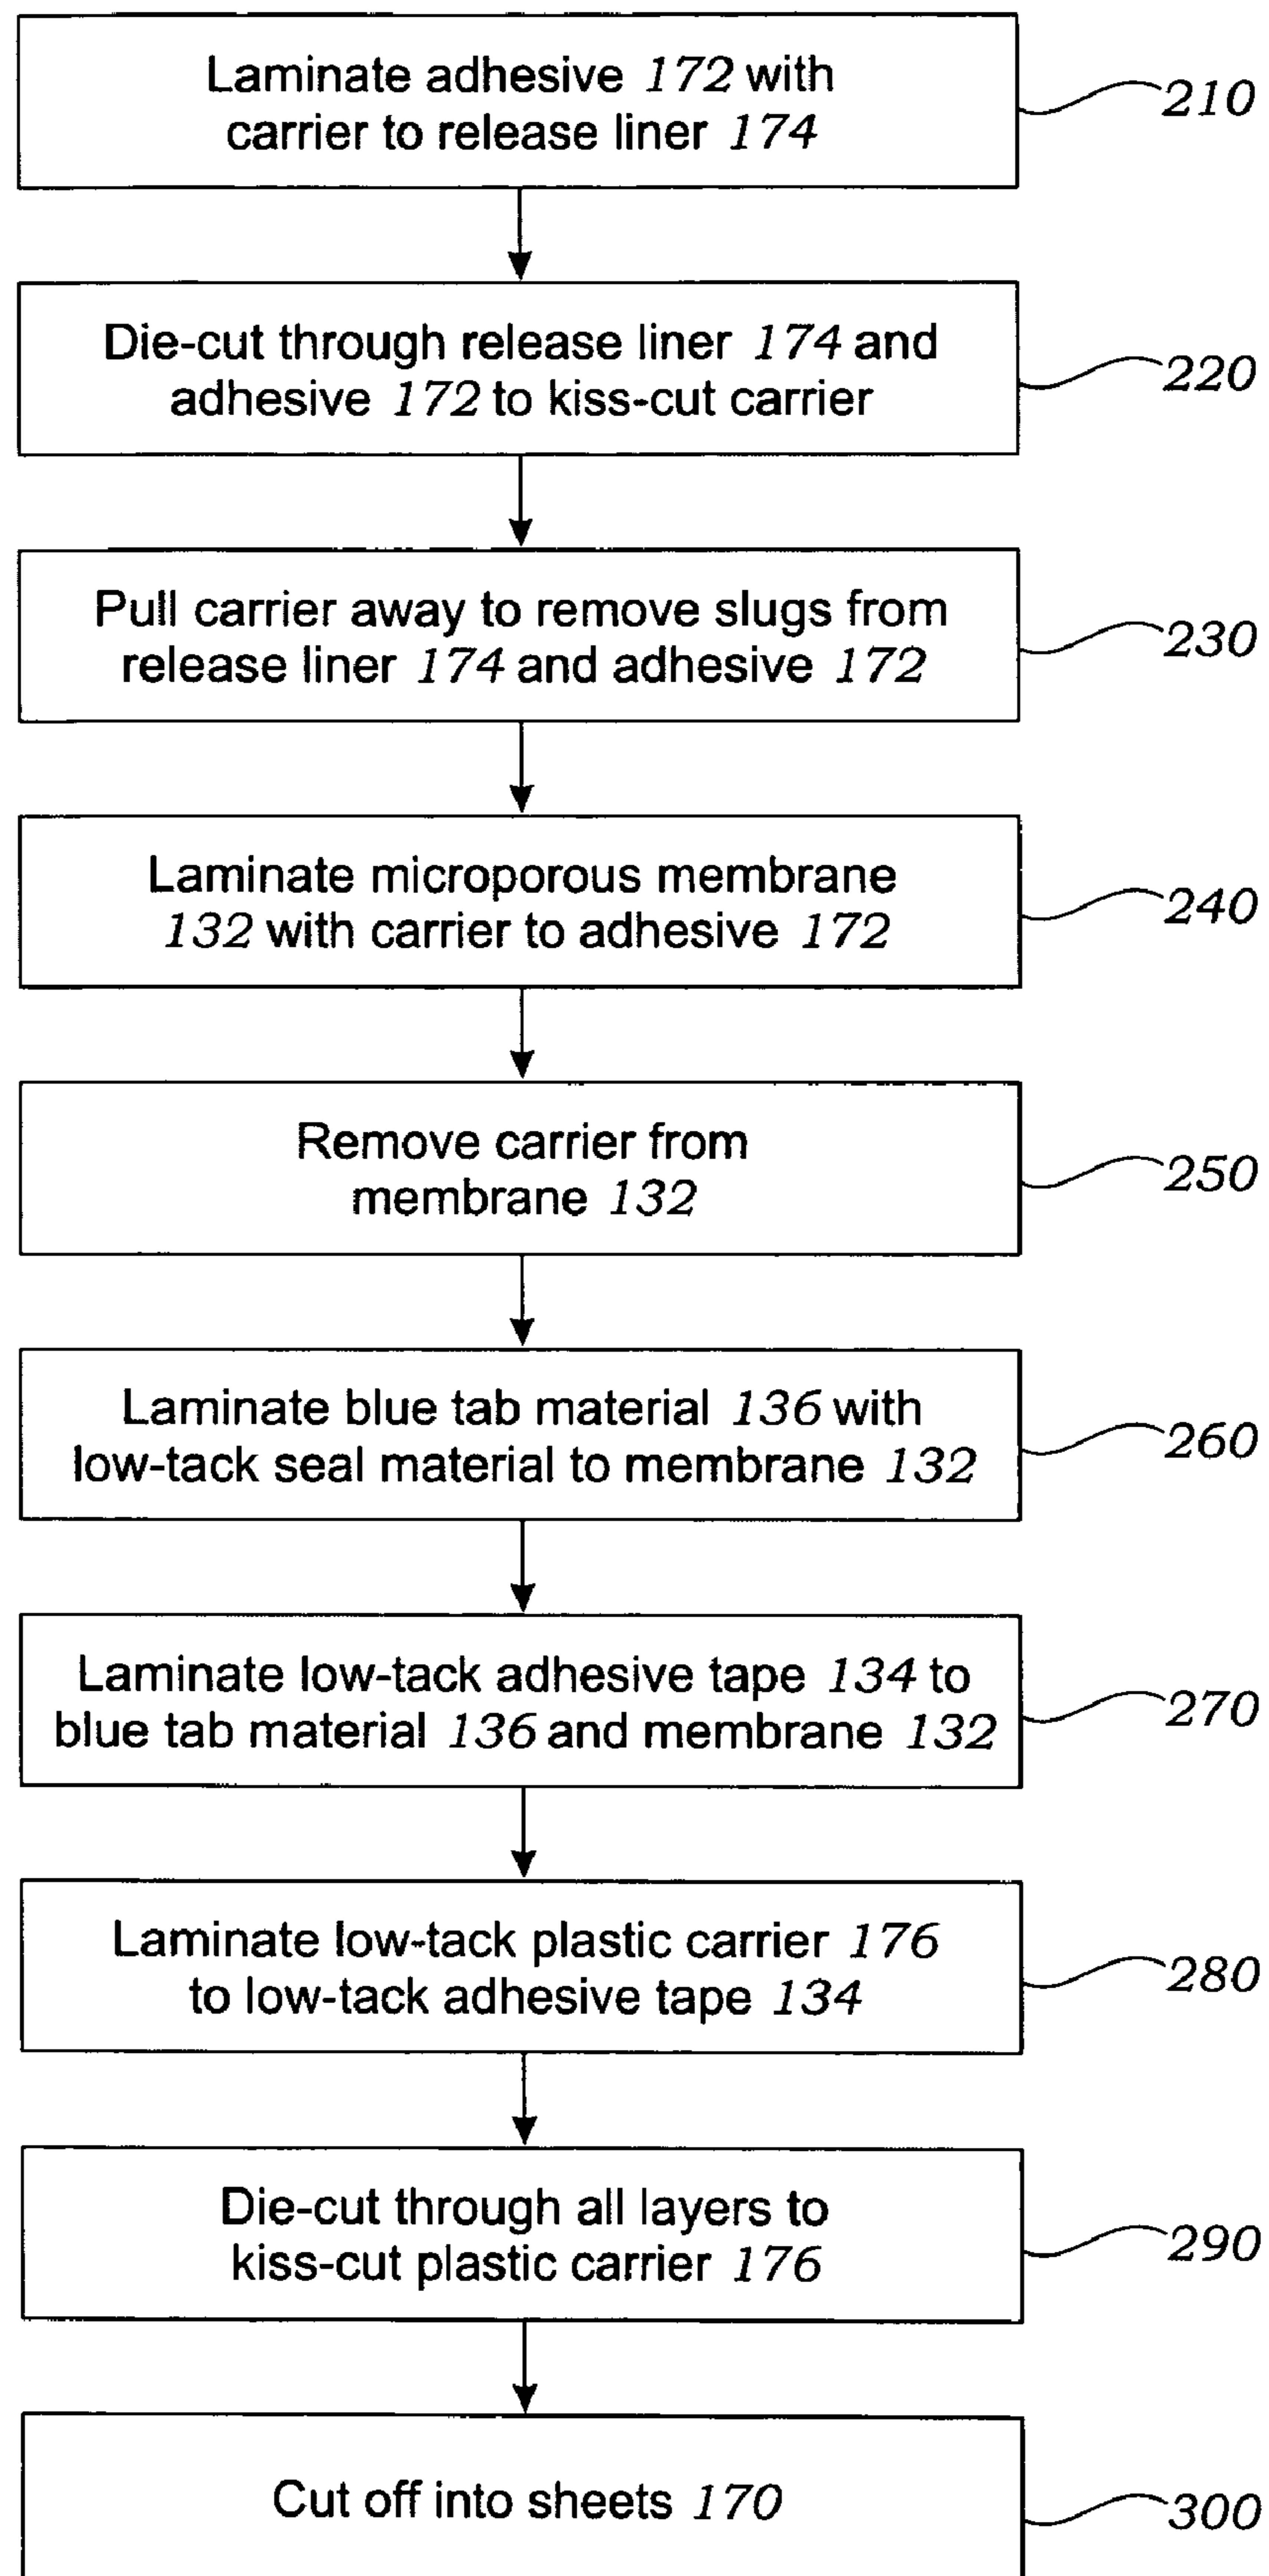 Laminate adhesive 172 with
carrier to release liner 174
210
Die-cut through release liner 174 and
adhesive 172 to kiss-cut carrier
220
Pull carrier away to remove slugs from
release liner 174 and adhesive 172
230
Laminate microporous membrane
132 with carrier to adhesive 172
240
Remove carrier from
membrane 132
250
Laminate blue tab material 136 with
low-tack seal material to membrane 132
260
Laminate low-tack adhesive tape 134 to
blue tab material 136 and membrane 132
270
Laminate low-tack plastic carrier 176
to low-tack adhesive tape 134
280
Die-cut through all layers to
kiss-cut plastic carrier 176
290
Cut off into sheets 170
300